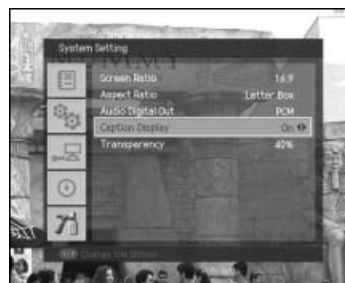 System Setting
Screen Ratio 16:9
Aspect Ratio Letter Box
Audio Digital Out PCM
Caption Display On
Transparency 40%